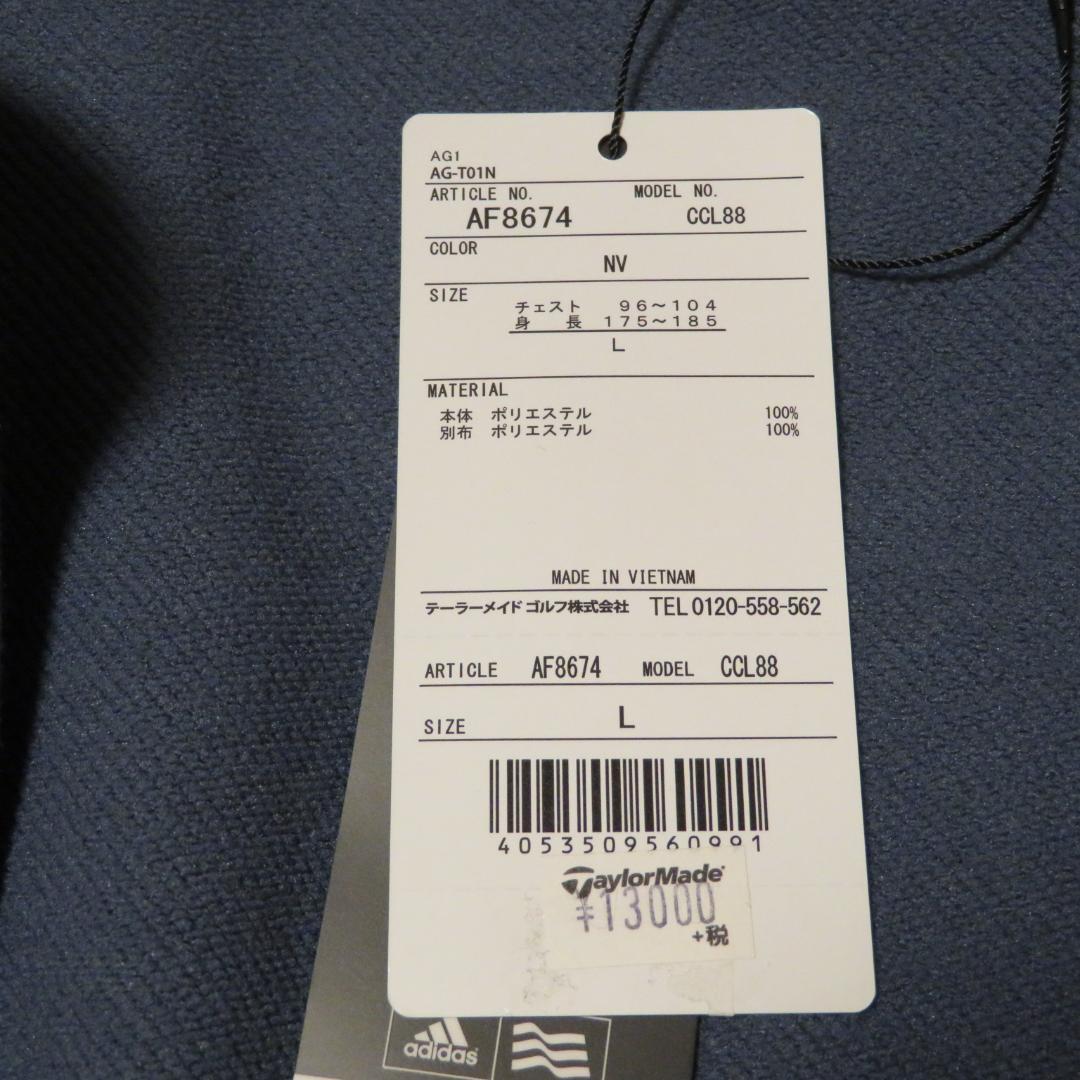 AG1
AG-T01N
ARTICLE NO. MODEL NO.
AF8674 CCL88
COLOR
NV
SIZE
チェスト ９６～１０４
身 長 １７５～１８５
L
MATERIAL
本体 ポリエステル 100%
別布 ポリエステル 100%
MADE IN VIETNAM
テーラーメイド ゴルフ株式会社 TEL 0120-558-562
ARTICLE AF8674 MODEL CCL88
SIZE L
4053509560991
TaylorMade
¥13000
+税
adidas